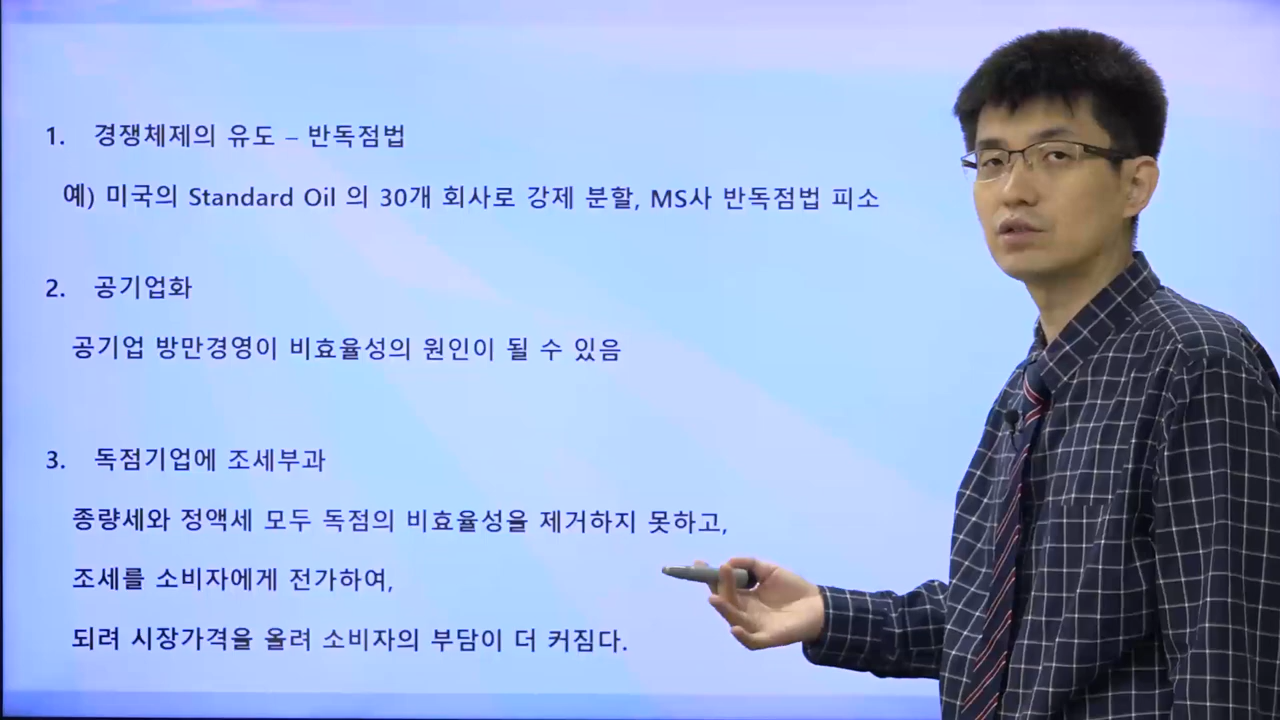 1. 경쟁체제의 유도 – 반독점법
예) 미국의 Standard Oil 의 30개 회사로 강제 분할, MS사 반독점법 피소
2. 공기업화
공기업 방만경영이 비효율성의 원인이 될 수 있음
3. 독점기업에 조세부과
종량세와 정액세 모두 독점의 비효율성을 제거하지 못하고,
조세를 소비자에게 전가하여,
되려 시장가격을 올려 소비자의 부담이 더 커짐다.